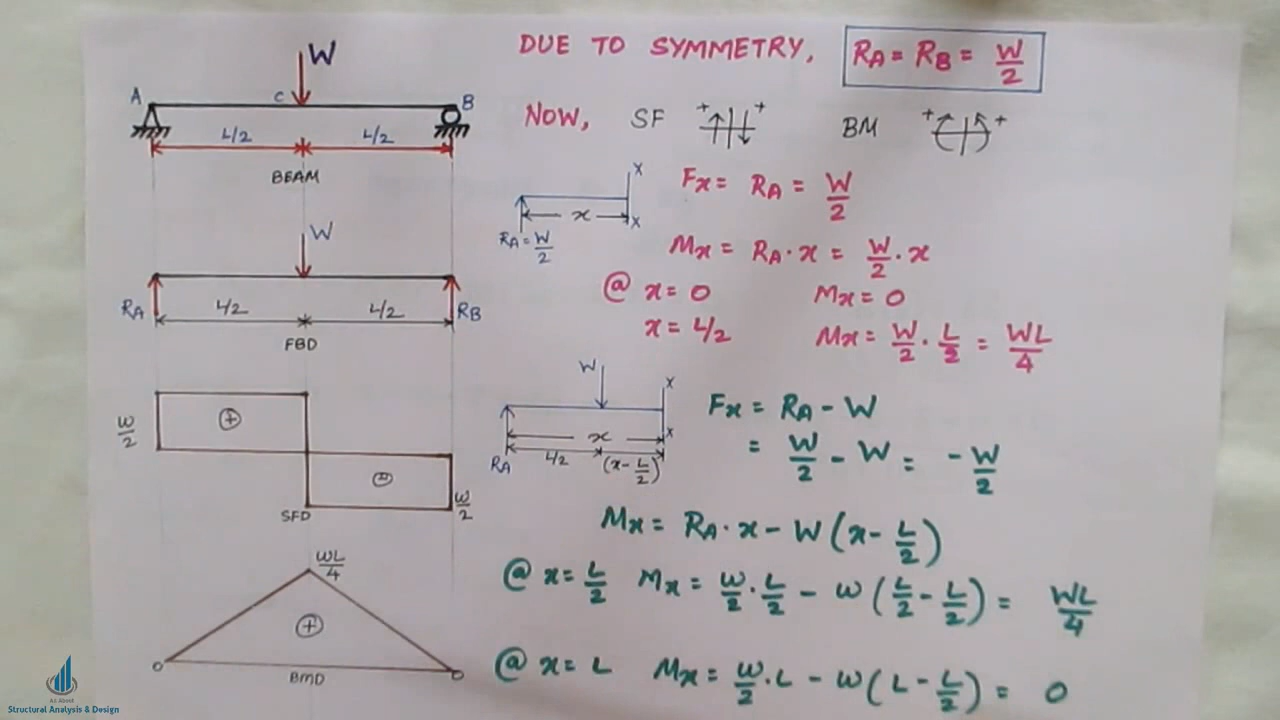 W
A
C
B
L/2
L/2
BEAM
W
RA
L/2
L/2
RB
FBD
W/2
+
-
W/2
SFD
WL/4
+
O
O
BMD
DUE TO SYMMETRY, RA = RB = W/2
NOW, SF + + BM + +
x
x
x
RA = W/2
Fx = RA = W/2
Mx = RA · x = W/2 · x
@ x = 0 Mx = 0
x = L/2 Mx = W/2 · L/2 = WL/4
W
x
x
x
RA
L/2
(x - L/2)
Fx = RA - W
= W/2 - W = -W/2
Mx = RA · x - W (x - L/2)
@ x = L/2 Mx = W/2 · L/2 - W (L/2 - L/2) = WL/4
@ x = L Mx = W/2 · L - W (L - L/2) = 0
Structural Analysis & Design